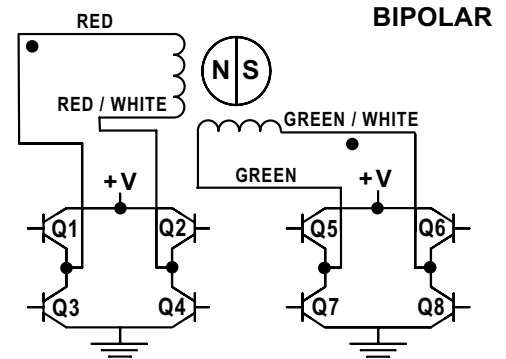 BIPOLAR
RED
N S
RED / WHITE
GREEN / WHITE
GREEN
+V
+V
Q1 Q2 Q5 Q6
Q3 Q4 Q7 Q8